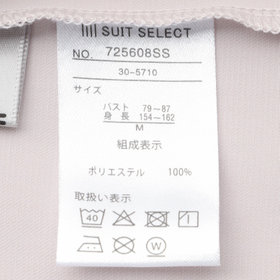 SUIT SELECT
NO. 725608SS
30-5710
サイズ
バスト 79~87
身長 154~162
M
組成表示
ポリエステル 100%
取扱い表示
40
W